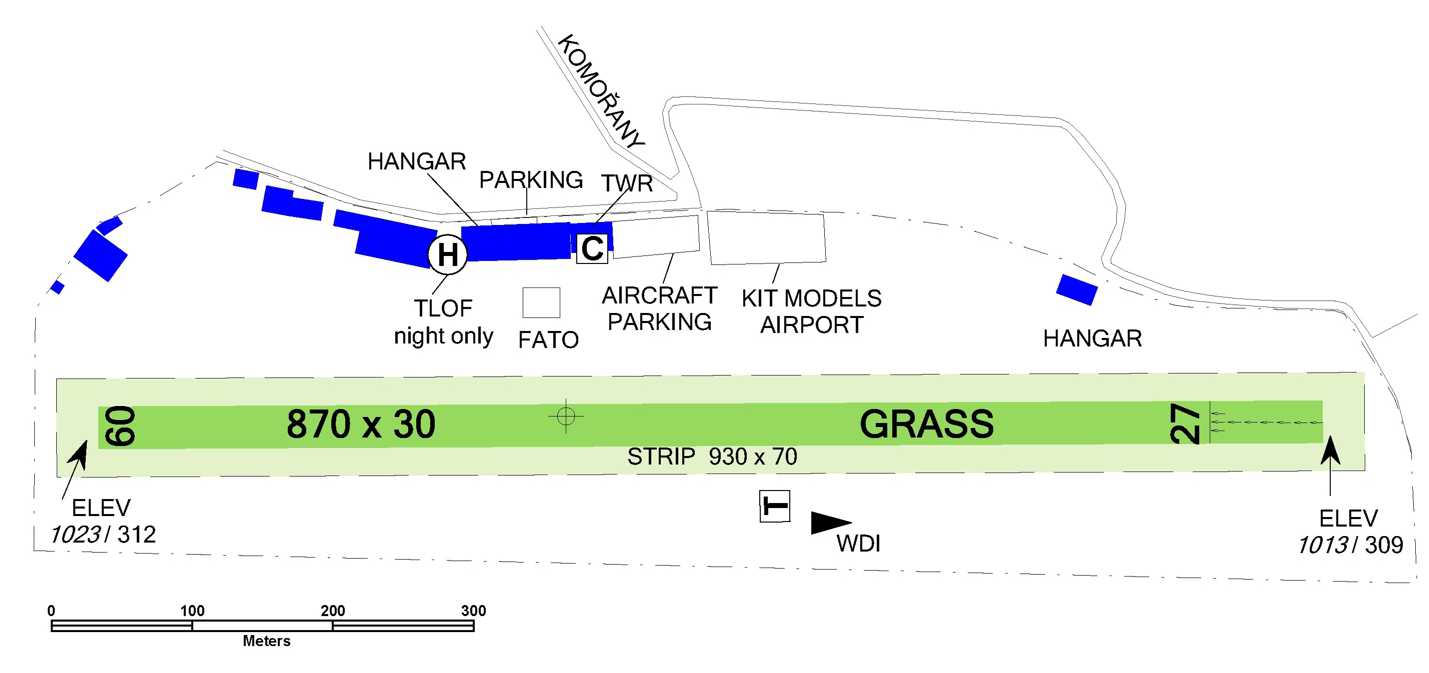 KOMOŘANY
HANGAR
PARKING
TWR
H
C
TLOF
night only
FATO
AIRCRAFT
PARKING
KIT MODELS
AIRPORT
HANGAR
09
870 x 30
GRASS
27
STRIP 930 x 70
ELEV
1023 / 312
T
WDI
ELEV
1013 / 309
0 100 200 300
Meters